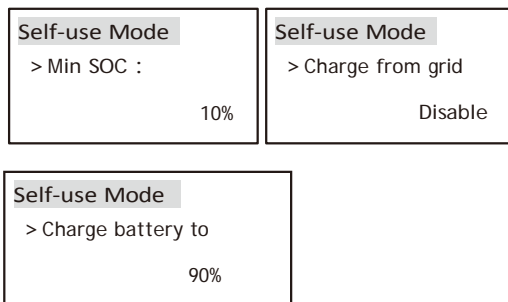 Self-use Mode
> Min SOC :
10%
Self-use Mode
> Charge from grid
Disable
Self-use Mode
> Charge battery to
90%